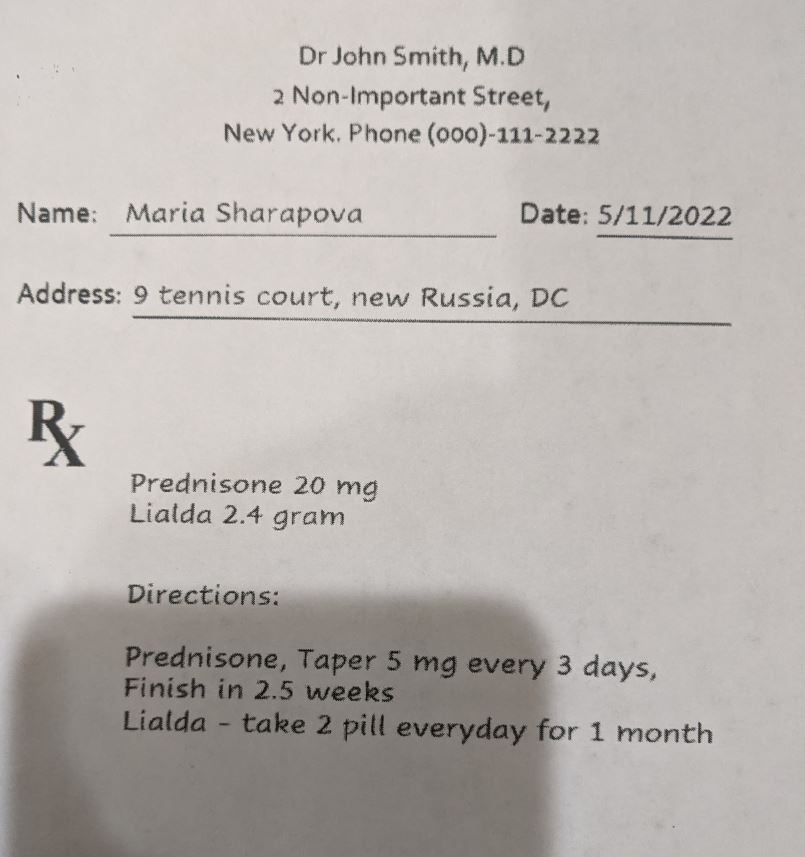 Dr John Smith, M.D
2 Non-Important Street,
New York. Phone (000)-111-2222
Name: Maria Sharapova Date: 5/11/2022
Address: 9 tennis court, new Russia, DC
Rx
Prednisone 20 mg
Lialda 2.4 gram
Directions:
Prednisone, Taper 5 mg every 3 days,
Finish in 2.5 weeks
Lialda - take 2 pill everyday for 1 month